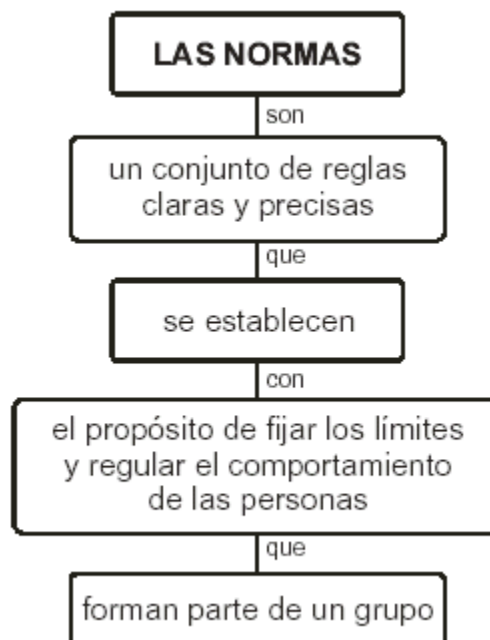 LAS NORMAS
son
un conjunto de reglas
claras y precisas
que
se establecen
con
el propósito de fijar los límites
y regular el comportamiento
de las personas
que
forman parte de un grupo